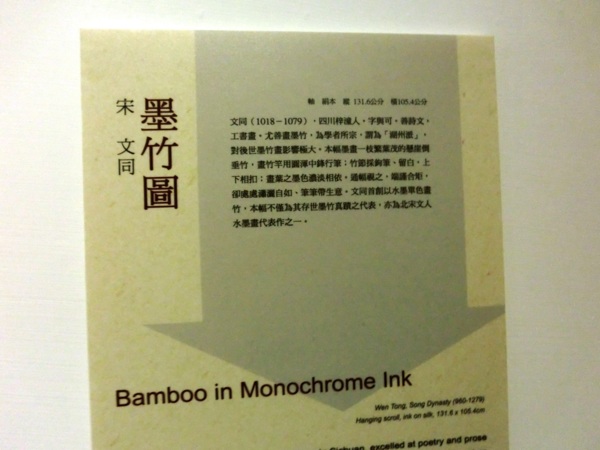 墨竹圖
宋 文同
軸 絹本 縱 131.6公分 橫105.4公分
文同（1018－1079），四川梓潼人，字與可，善詩文，
工書畫，尤善畫墨竹，為學者所宗，謂為「湖州派」，
對後世墨竹畫影響極大。本幅墨畫一枝繁葉茂的懸崖倒
垂竹，畫竹竿用圓渾中鋒行筆；竹節採鉤筆，留白，上
下相扣；畫葉之墨色濃淡相依。通幅視之，端謹合矩，
卻處處瀟灑自如、筆筆帶生意。文同首創以水墨單色畫
竹，本幅不僅為其存世墨竹真蹟之代表，亦為北宋文人
水墨畫代表作之一。
Bamboo in Monochrome Ink
Wen Tong, Song Dynasty (960-1279)
Hanging scroll, ink on silk, 131.6 x 105.4cm
Sichuan, excelled at poetry and prose